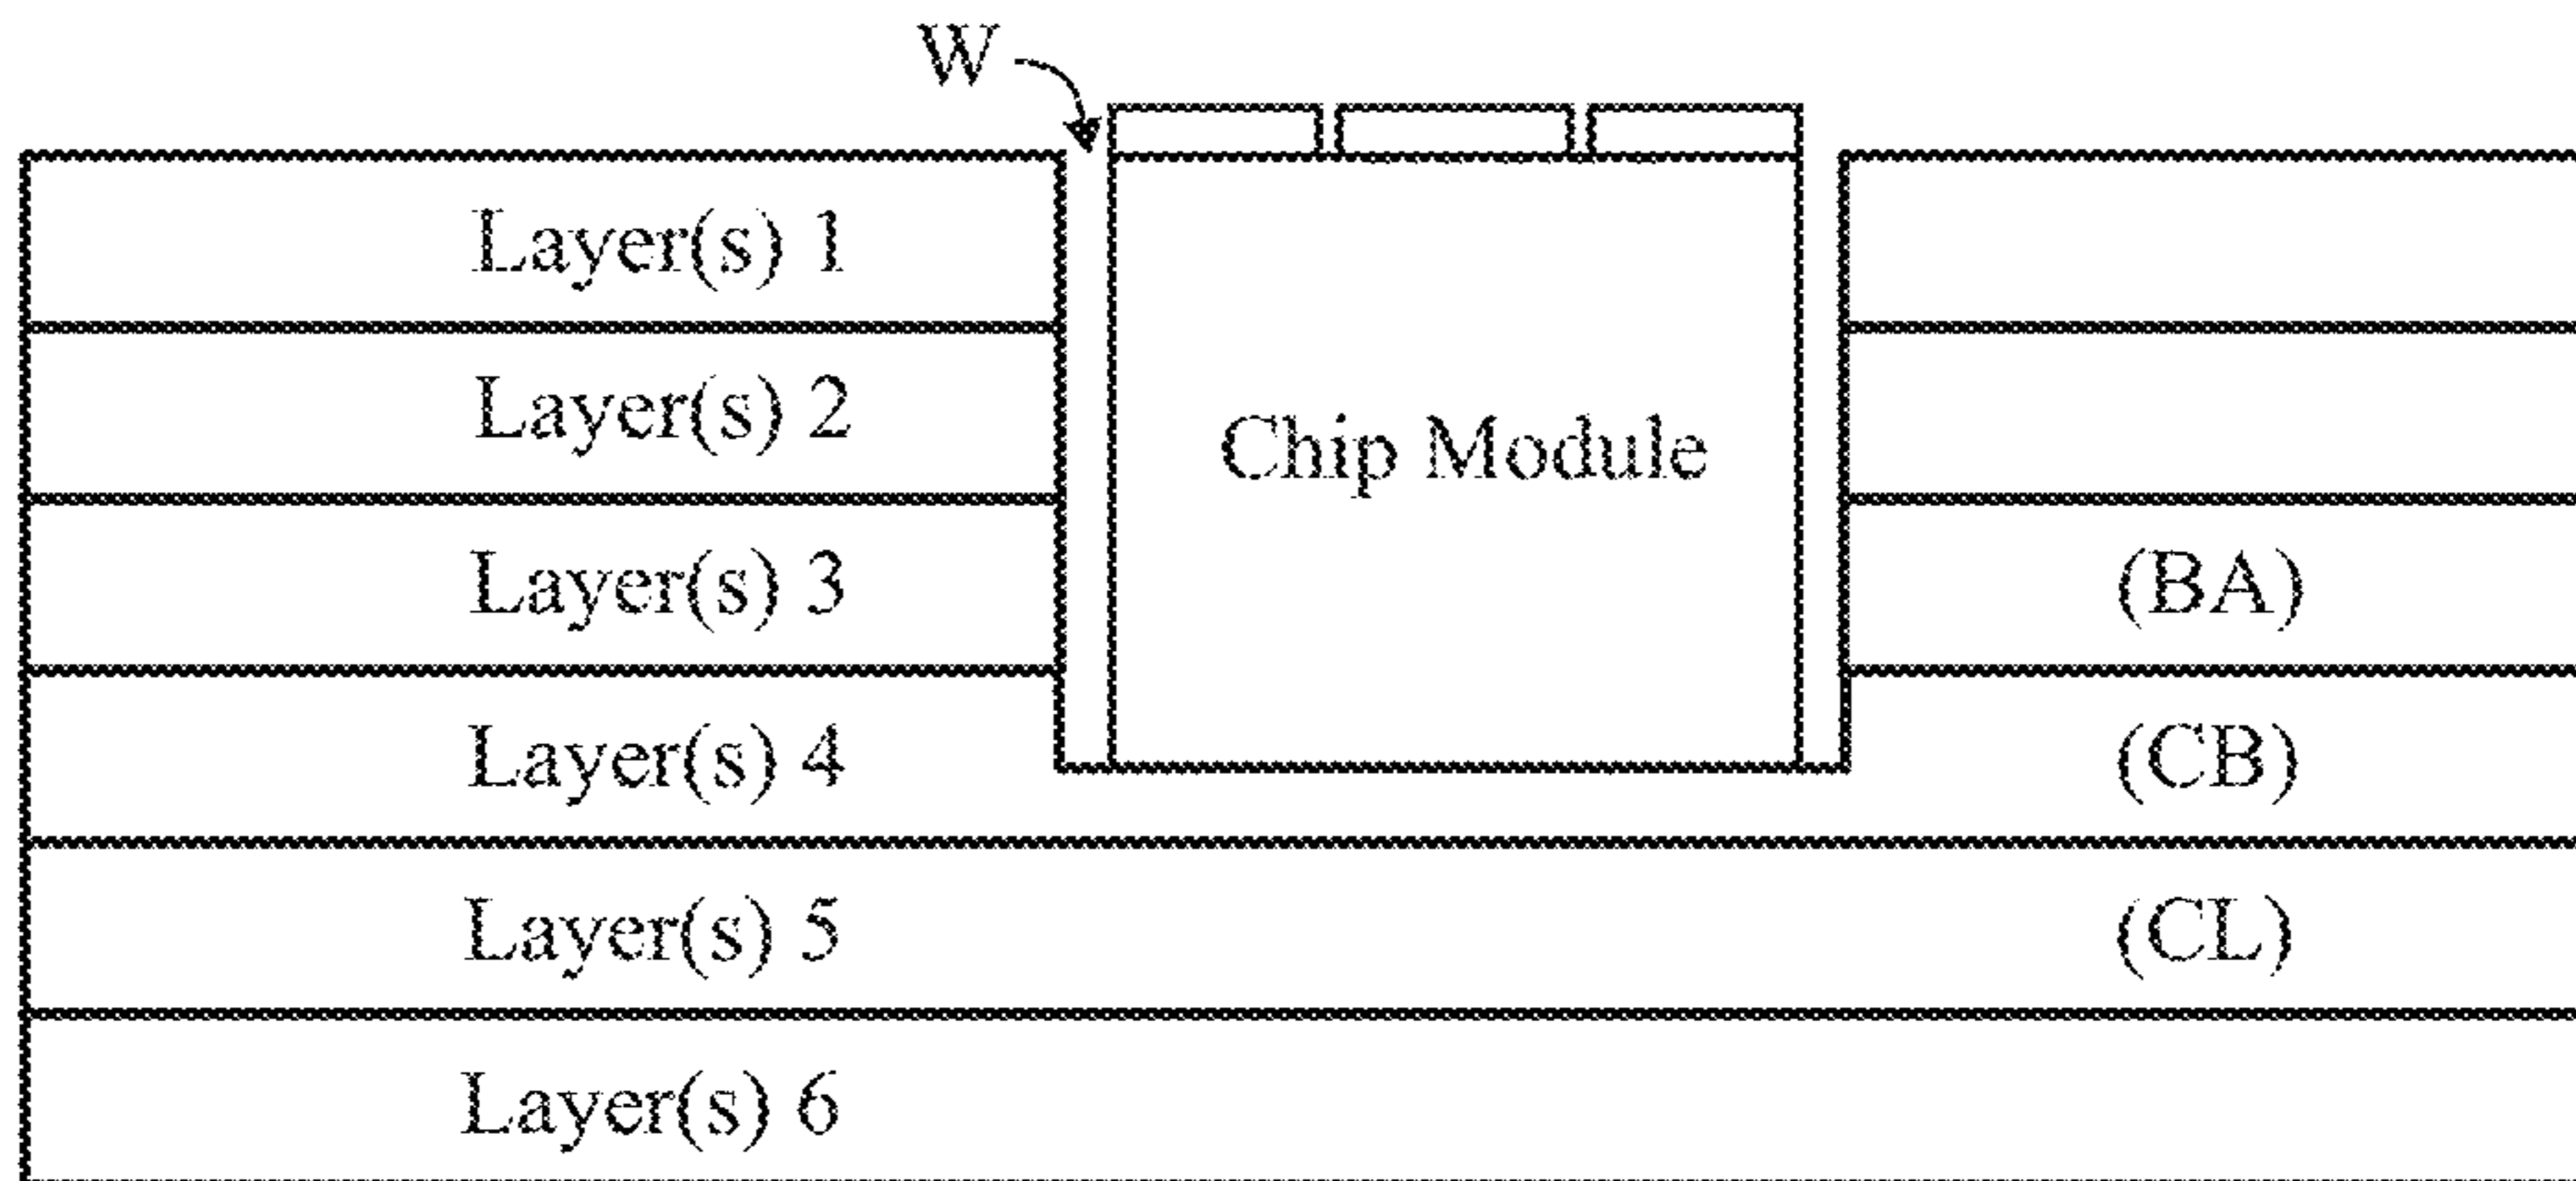 W
Layer(s) 1
Layer(s) 2
Chip Module
Layer(s) 3
(BA)
Layer(s) 4
(CB)
Layer(s) 5
(CL)
Layer(s) 6